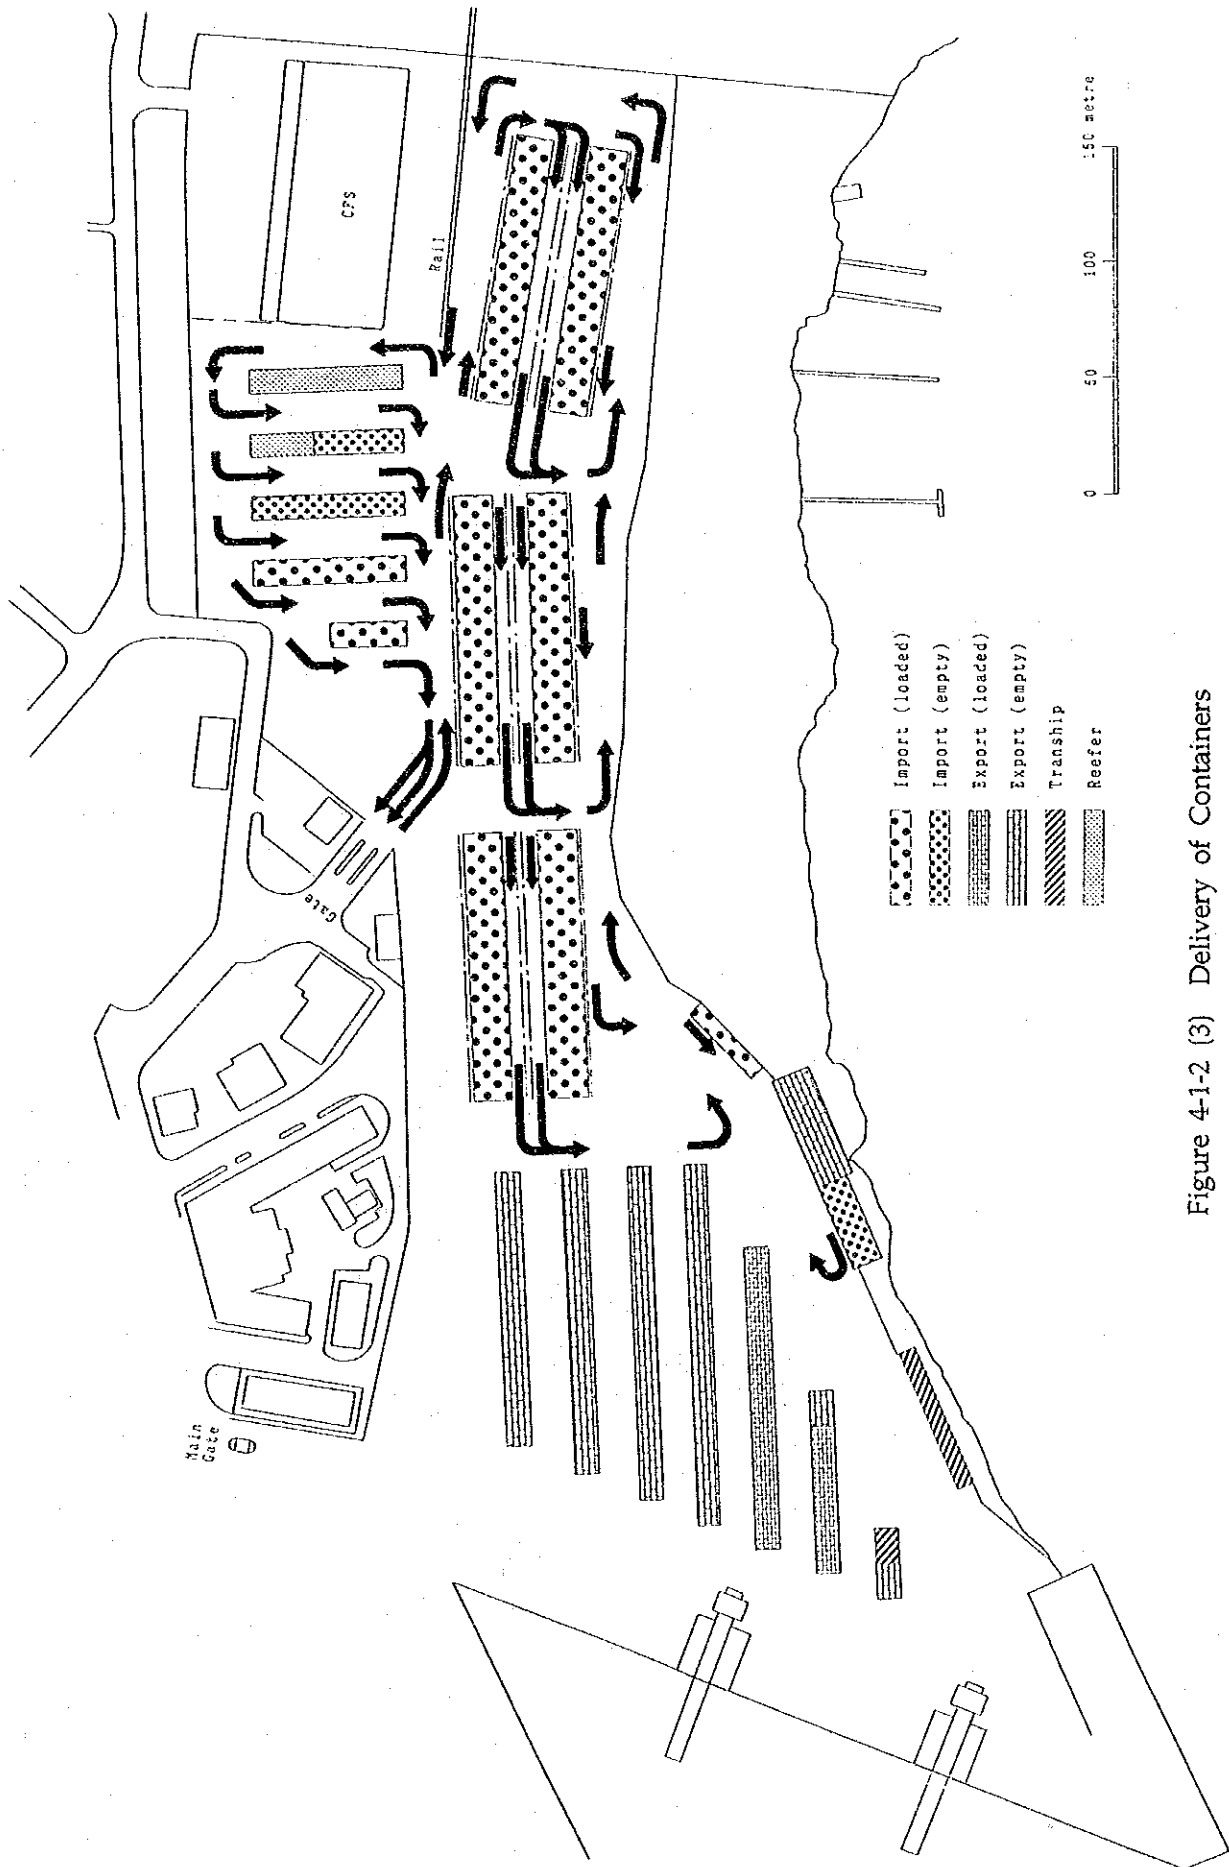 CFS
Rail
Gate
Main
Gate
0 50 100 150 metre
Import (loaded)
Import (empty)
Export (loaded)
Export (empty)
Tranship
Reefer
Figure 4-1-2 (3) Delivery of Containers